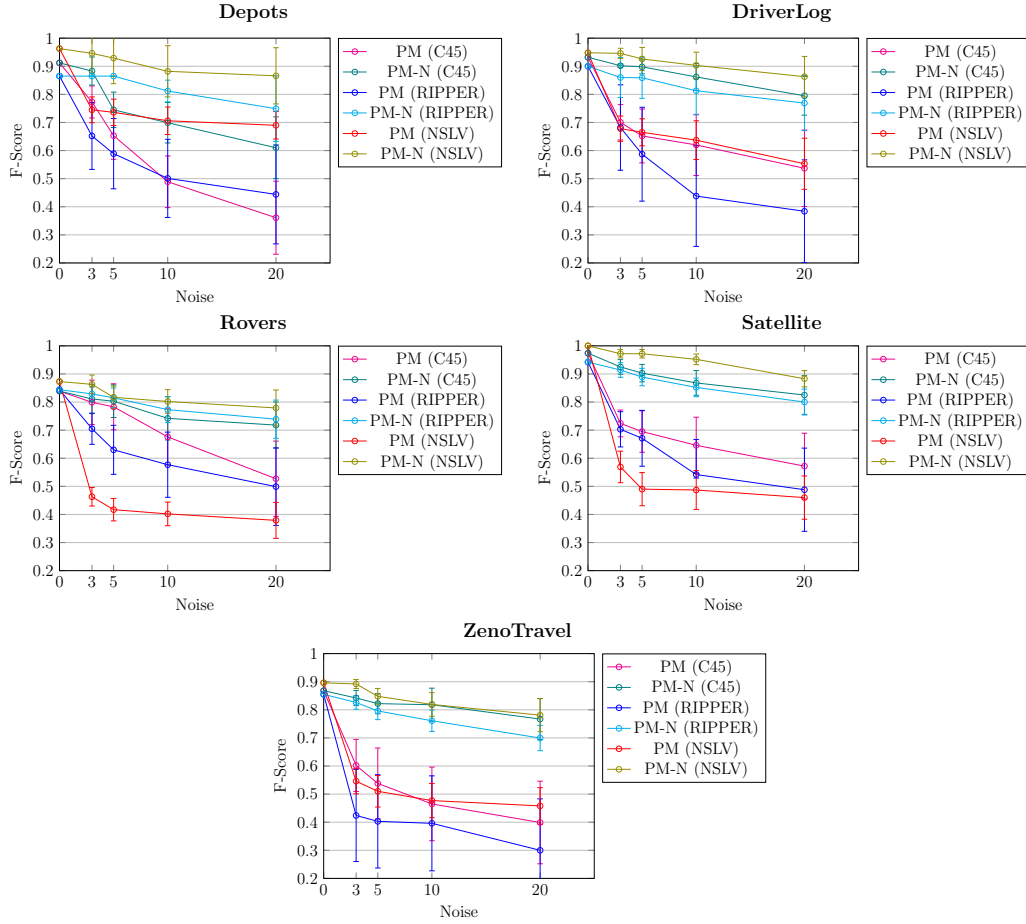 Depots
F-Score
1
0.9
0.8
0.7
0.6
0.5
0.4
0.3
0.2
0 3 5 10 20
Noise
PM (C45)
PM-N (C45)
PM (RIPPER)
PM-N (RIPPER)
PM (NSLV)
PM-N (NSLV)
DriverLog
F-Score
1
0.9
0.8
0.7
0.6
0.5
0.4
0.3
0.2
0 3 5 10 20
Noise
PM (C45)
PM-N (C45)
PM (RIPPER)
PM-N (RIPPER)
PM (NSLV)
PM-N (NSLV)
Rovers
F-Score
1
0.9
0.8
0.7
0.6
0.5
0.4
0.3
0.2
0 3 5 10 20
Noise
PM (C45)
PM-N (C45)
PM (RIPPER)
PM-N (RIPPER)
PM (NSLV)
PM-N (NSLV)
Satellite
F-Score
1
0.9
0.8
0.7
0.6
0.5
0.4
0.3
0.2
0 3 5 10 20
Noise
PM (C45)
PM-N (C45)
PM (RIPPER)
PM-N (RIPPER)
PM (NSLV)
PM-N (NSLV)
ZenoTravel
F-Score
1
0.9
0.8
0.7
0.6
0.5
0.4
0.3
0.2
0 3 5 10 20
Noise
PM (C45)
PM-N (C45)
PM (RIPPER)
PM-N (RIPPER)
PM (NSLV)
PM-N (NSLV)